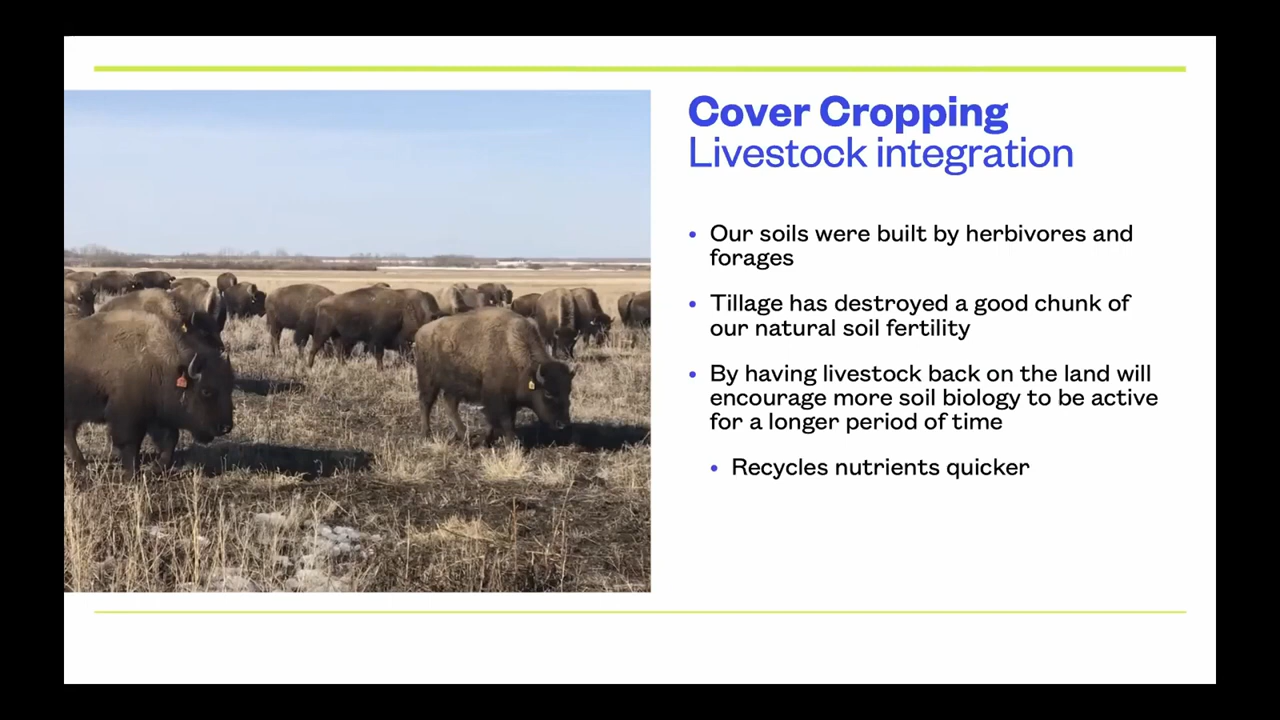 Cover Cropping
Livestock integration
• Our soils were built by herbivores and
forages
• Tillage has destroyed a good chunk of
our natural soil fertility
• By having livestock back on the land will
encourage more soil biology to be active
for a longer period of time
• Recycles nutrients quicker